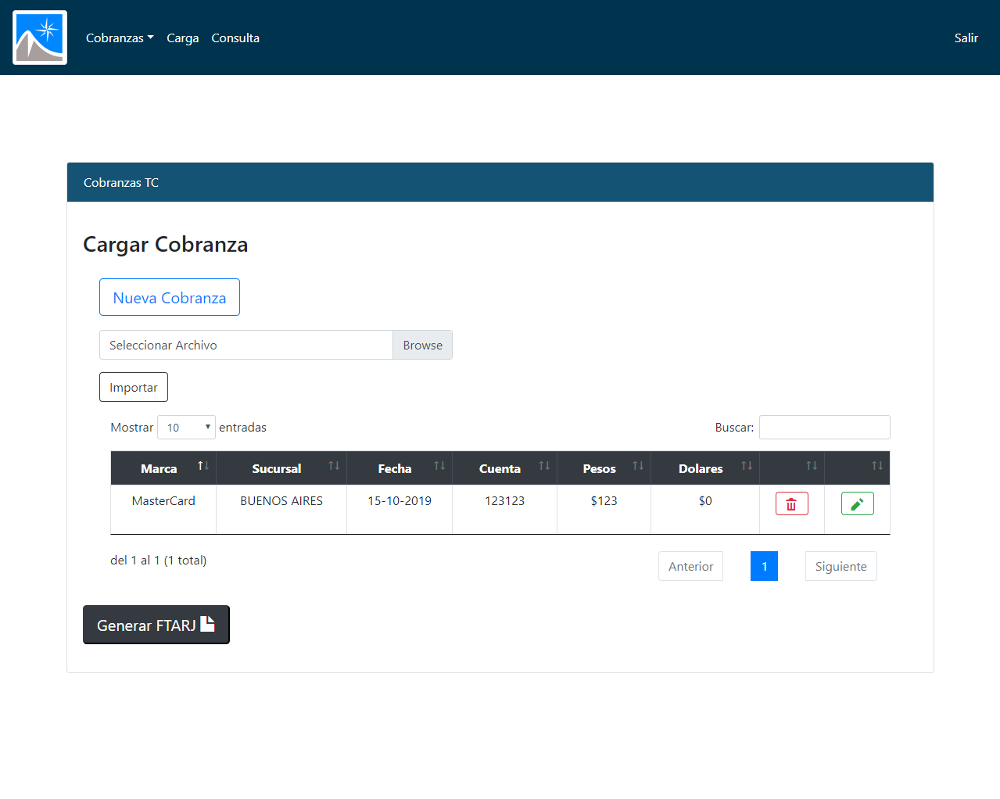 Cobranzas Carga Consulta Salir
Cobranzas TC
Cargar Cobranza
Nueva Cobranza
Seleccionar Archivo Browse
Importar
Mostrar 10 entradas Buscar:
Marca Sucursal Fecha Cuenta Pesos Dolares
MasterCard BUENOS AIRES 15-10-2019 123123 $123 $0
del 1 al 1 (1 total) Anterior 1 Siguiente
Generar FTARJ